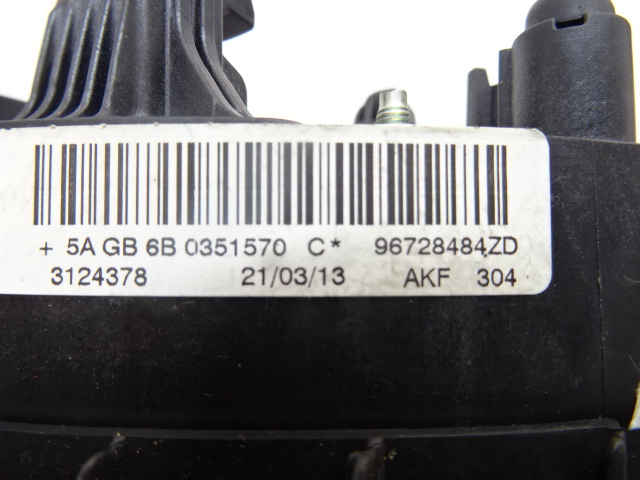 + 5A GB 6B 0351570 C* 96728484ZD
3124378 21/03/13 AKF 304